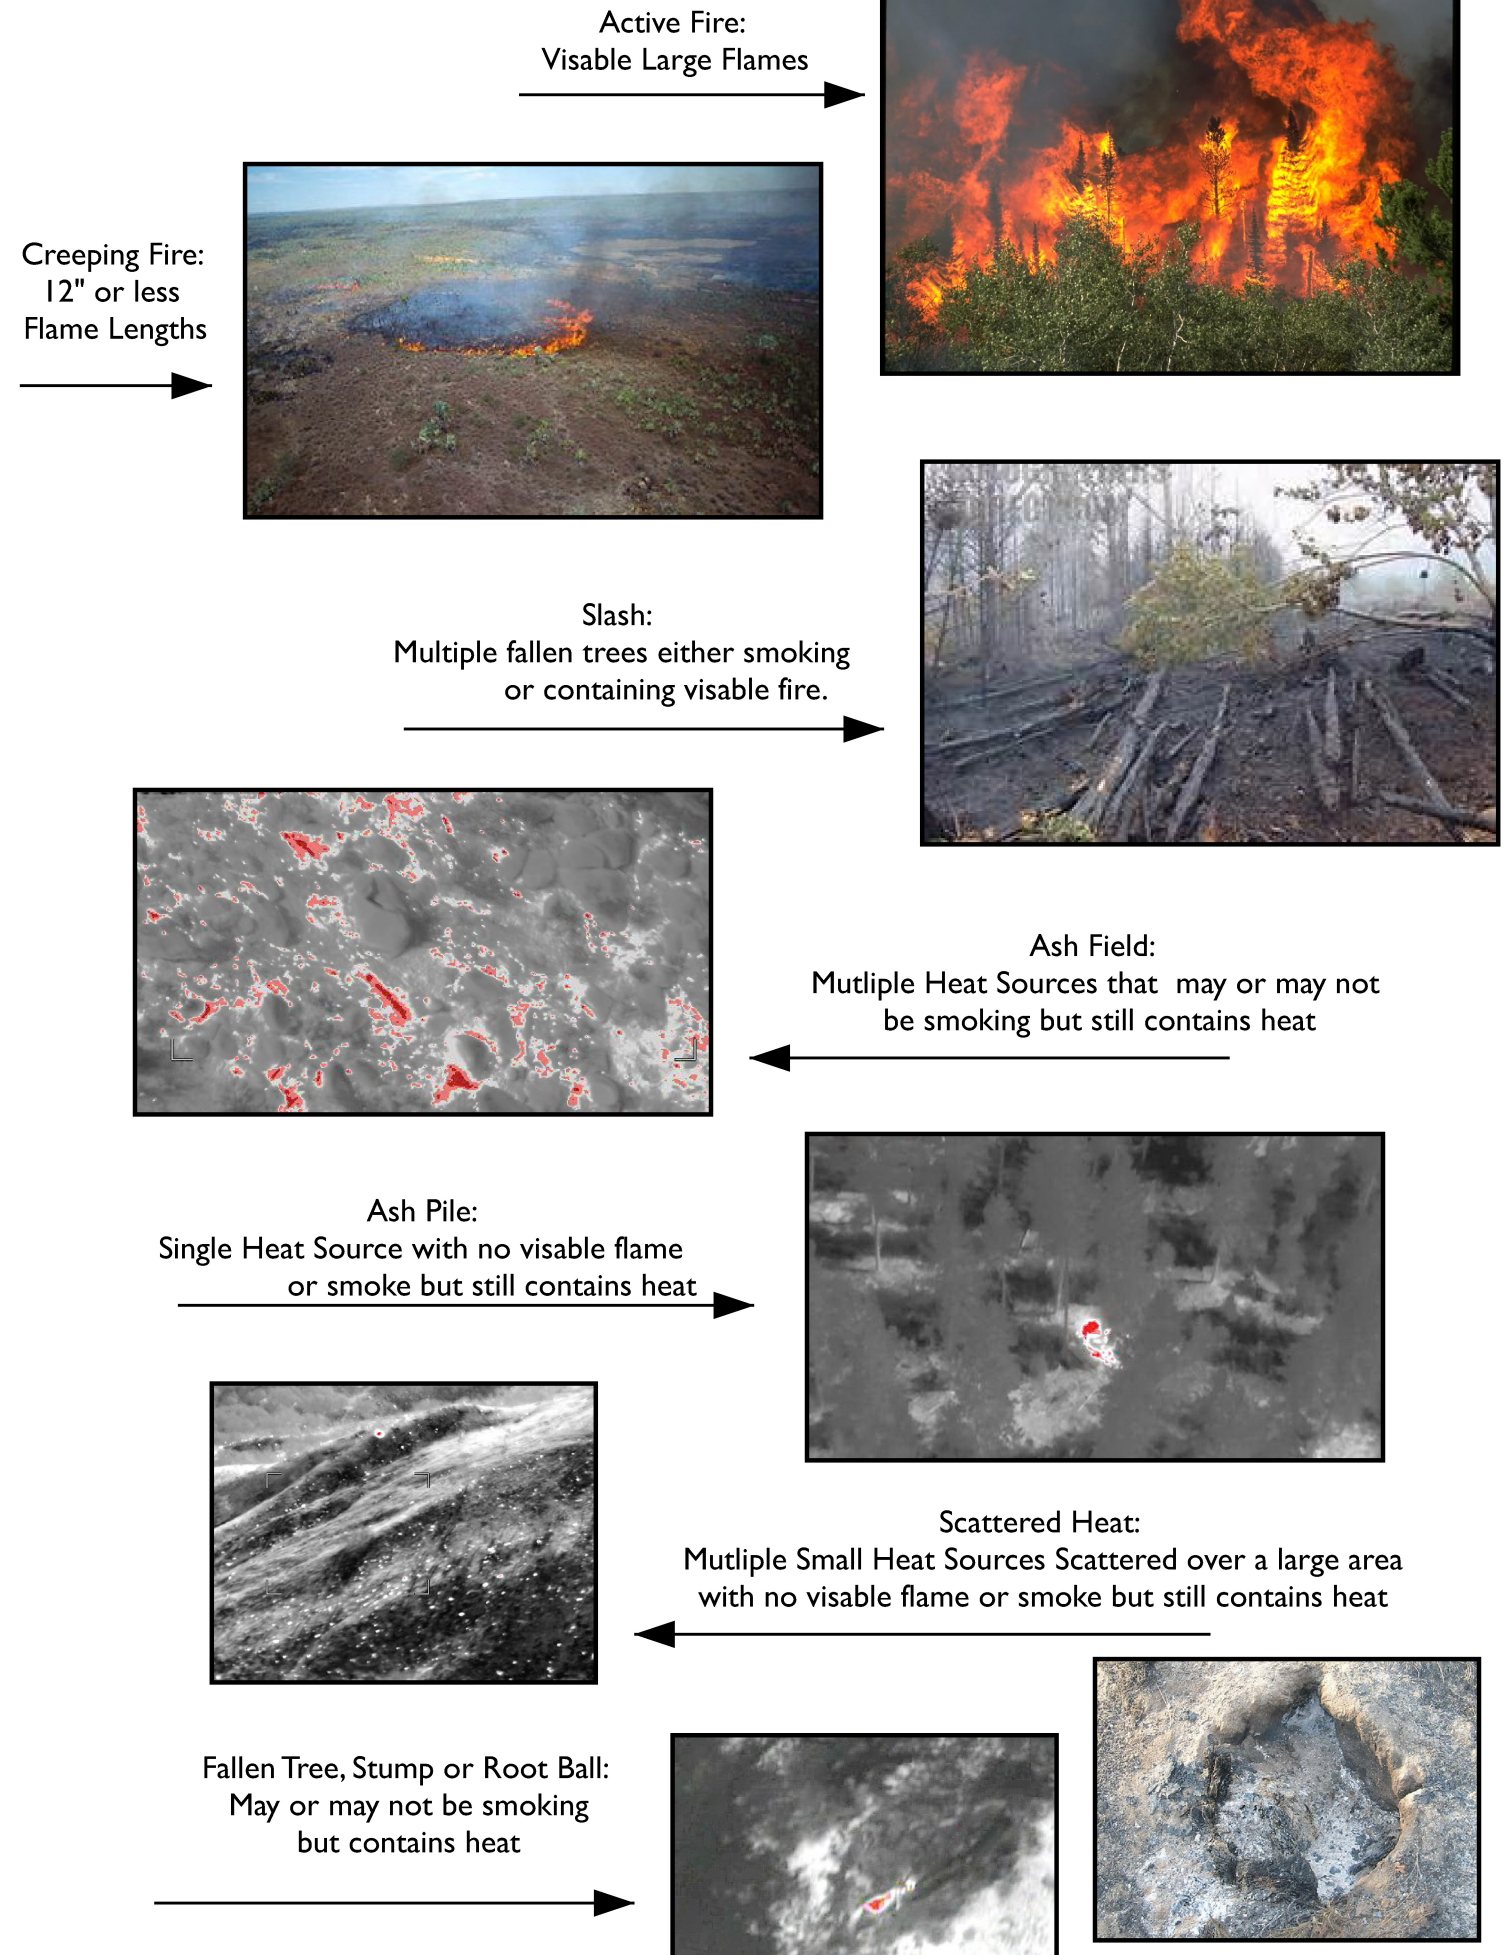 Active Fire:
Visable Large Flames
Creeping Fire:
12" or less
Flame Lengths
Slash:
Multiple fallen trees either smoking
or containing visable fire.
Ash Field:
Mutliple Heat Sources that  may or may not
be smoking but still contains heat
Ash Pile:
Single Heat Source with no visable flame
or smoke but still contains heat
Scattered Heat:
Mutliple Small Heat Sources Scattered over a large area
with no visable flame or smoke but still contains heat
Fallen Tree, Stump or Root Ball:
May or may not be smoking
but contains heat